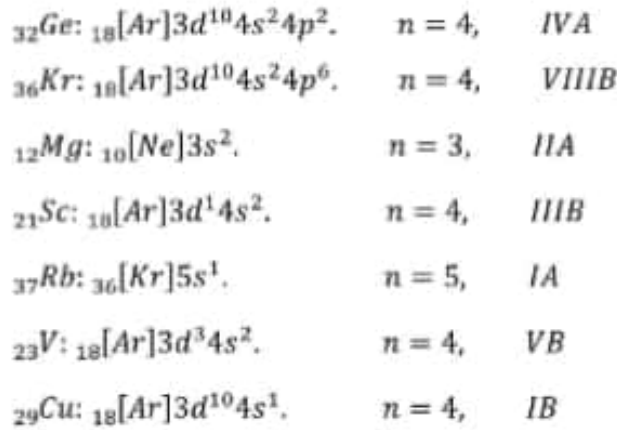 ₃₂Ge: ₁₈[Ar]3d¹⁰4s²4p². n = 4, IVA
₃₆Kr: ₁₈[Ar]3d¹⁰4s²4p⁶. n = 4, VIIIB
₁₂Mg: ₁₀[Ne]3s². n = 3, IIA
₂₁Sc: ₁₈[Ar]3d¹4s². n = 4, IIIB
₃₇Rb: ₃₆[Kr]5s¹. n = 5, IA
₂₃V: ₁₈[Ar]3d³4s². n = 4, VB
₂₉Cu: ₁₈[Ar]3d¹⁰4s¹. n = 4, IB